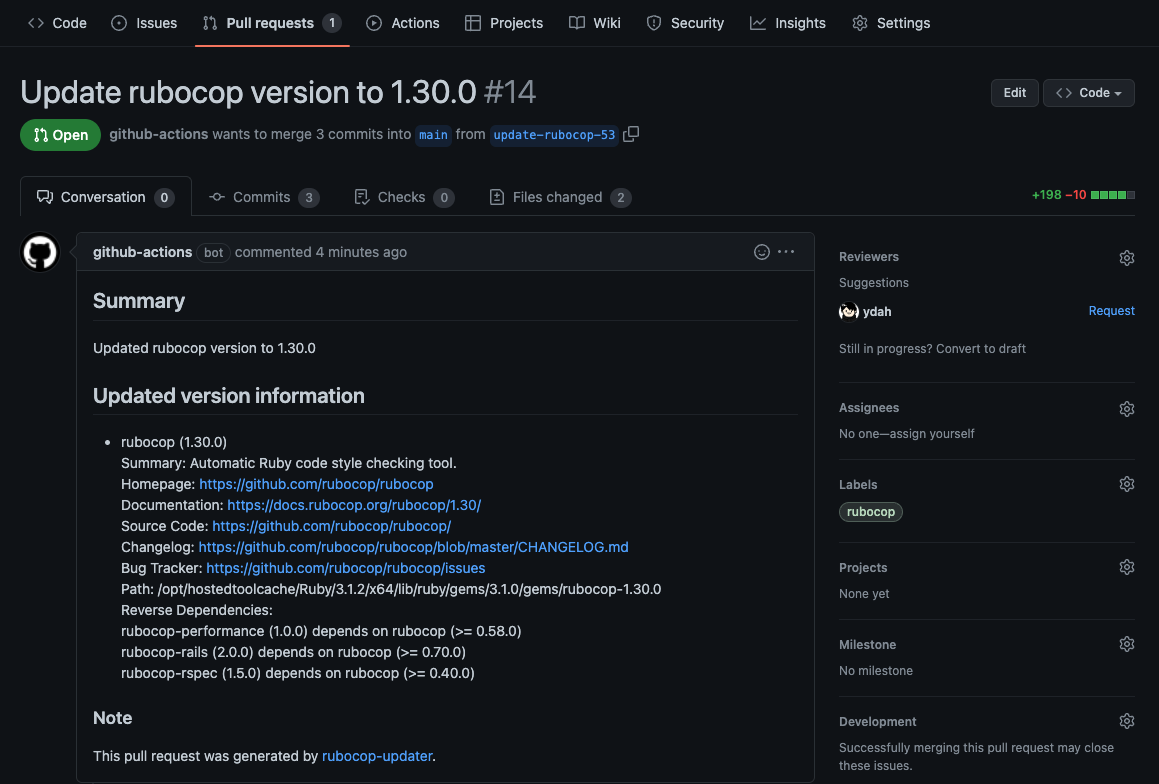 Code Issues Pull requests 1 Actions Projects Wiki Security Insights Settings
Update rubocop version to 1.30.0 #14
Edit Code
Open github-actions wants to merge 3 commits into main from update-rubocop-53
Conversation 0 Commits 3 Checks 0 Files changed 2 +198 −10
github-actions bot commented 4 minutes ago
Summary
Updated rubocop version to 1.30.0
Updated version information
rubocop (1.30.0)
Summary: Automatic Ruby code style checking tool.
Homepage: https://github.com/rubocop/rubocop
Documentation: https://docs.rubocop.org/rubocop/1.30/
Source Code: https://github.com/rubocop/rubocop/
Changelog: https://github.com/rubocop/rubocop/blob/master/CHANGELOG.md
Bug Tracker: https://github.com/rubocop/rubocop/issues
Path: /opt/hostedtoolcache/Ruby/3.1.2/x64/lib/ruby/gems/3.1.0/gems/rubocop-1.30.0
Reverse Dependencies:
rubocop-performance (1.0.0) depends on rubocop (>= 0.58.0)
rubocop-rails (2.0.0) depends on rubocop (>= 0.70.0)
rubocop-rspec (1.5.0) depends on rubocop (>= 0.40.0)
Note
This pull request was generated by rubocop-updater.
Reviewers
Suggestions
ydah Request
Still in progress? Convert to draft
Assignees
No one—assign yourself
Labels
rubocop
Projects
None yet
Milestone
No milestone
Development
Successfully merging this pull request may close
these issues.